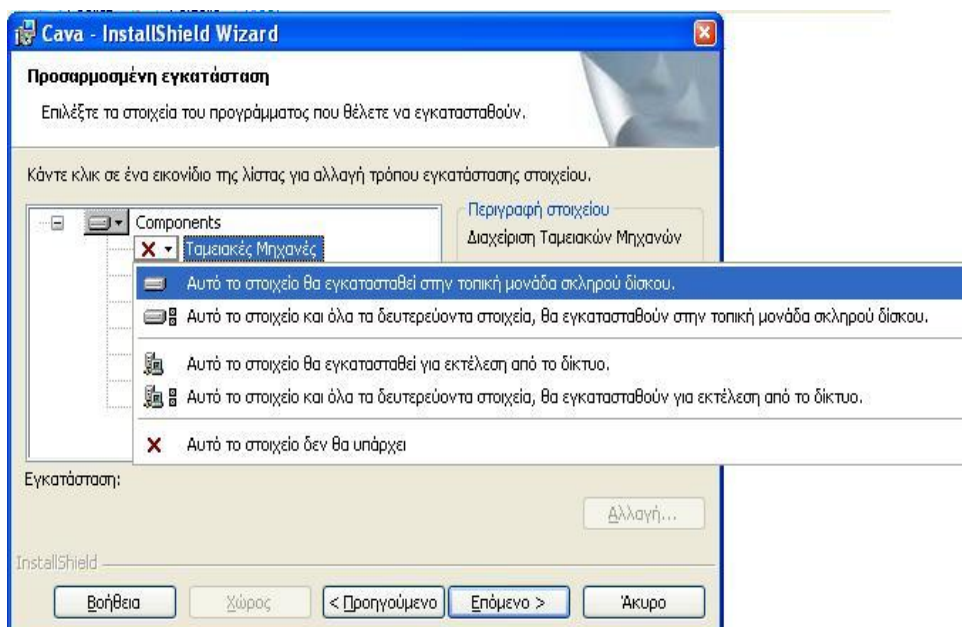 Cava - InstallShield Wizard
Προσαρμοσμένη εγκατάσταση
Επιλέξτε τα στοιχεία του προγράμματος που θέλετε να εγκατασταθούν.
Κάντε κλικ σε ένα εικονίδιο της λίστας για αλλαγή τρόπου εγκατάστασης στοιχείου.
Components
Ταμειακές Μηχανές
Περιγραφή στοιχείου
Διαχείριση Ταμειακών Μηχανών
Αυτό το στοιχείο θα εγκατασταθεί στην τοπική μονάδα σκληρού δίσκου.
Αυτό το στοιχείο και όλα τα δευτερεύοντα στοιχεία, θα εγκατασταθούν στην τοπική μονάδα σκληρού δίσκου.
Αυτό το στοιχείο θα εγκατασταθεί για εκτέλεση από το δίκτυο.
Αυτό το στοιχείο και όλα τα δευτερεύοντα στοιχεία, θα εγκατασταθούν για εκτέλεση από το δίκτυο.
Αυτό το στοιχείο δεν θα υπάρχει
Εγκατάσταση:
Αλλαγή...
InstallShield
Βοήθεια Χώρος < Προηγούμενο Επόμενο > Άκυρο